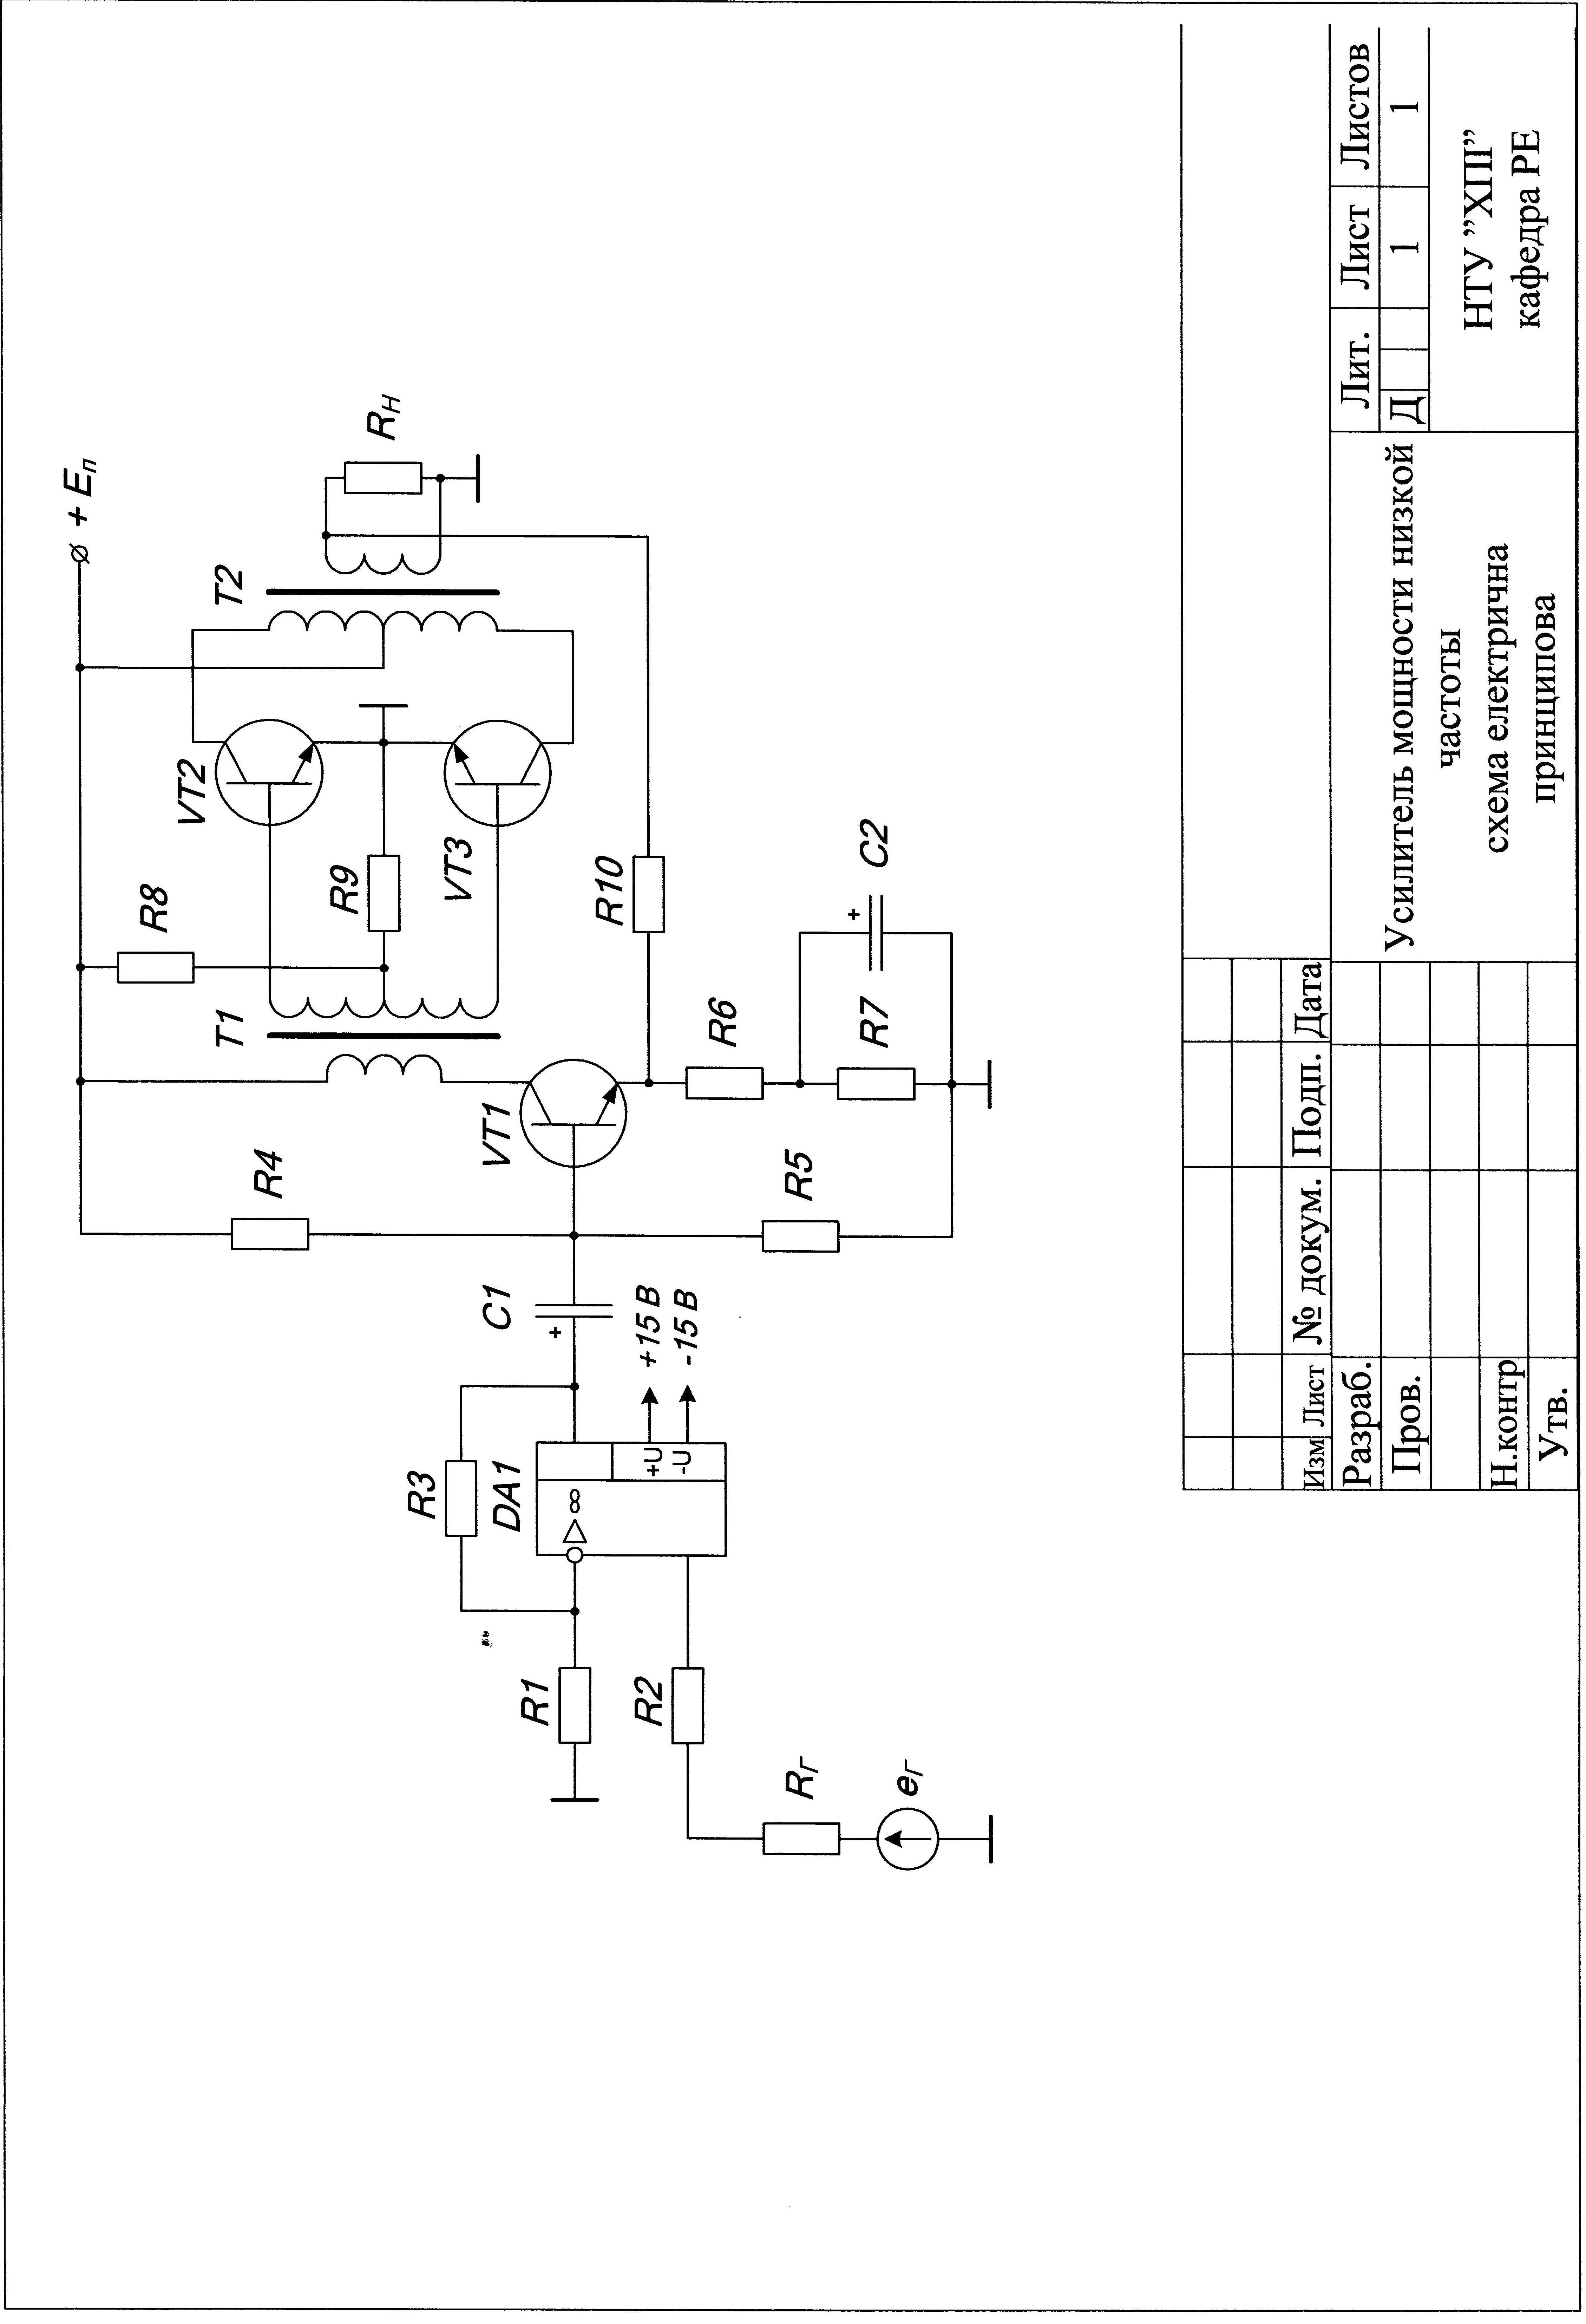 + Eп
T1
T2
R8
R4
VT2
R9
RН
VT3
VT1
R10
C1
+
R3
DA1
▷ ∞
+U
-U
+15 В
-15 В
R1
R2
R5
R6
R7
+
C2
RГ
eГ
Изм
Лист
№ докум.
Подп.
Дата
Разраб.
Пров.
Н.контр
Утв.
Усилитель мощности низкой
частоты
схема електрична
принципова
Лит.
Лист
Листов
Д
1
1
НТУ ”ХПІ”
кафедра РЕ